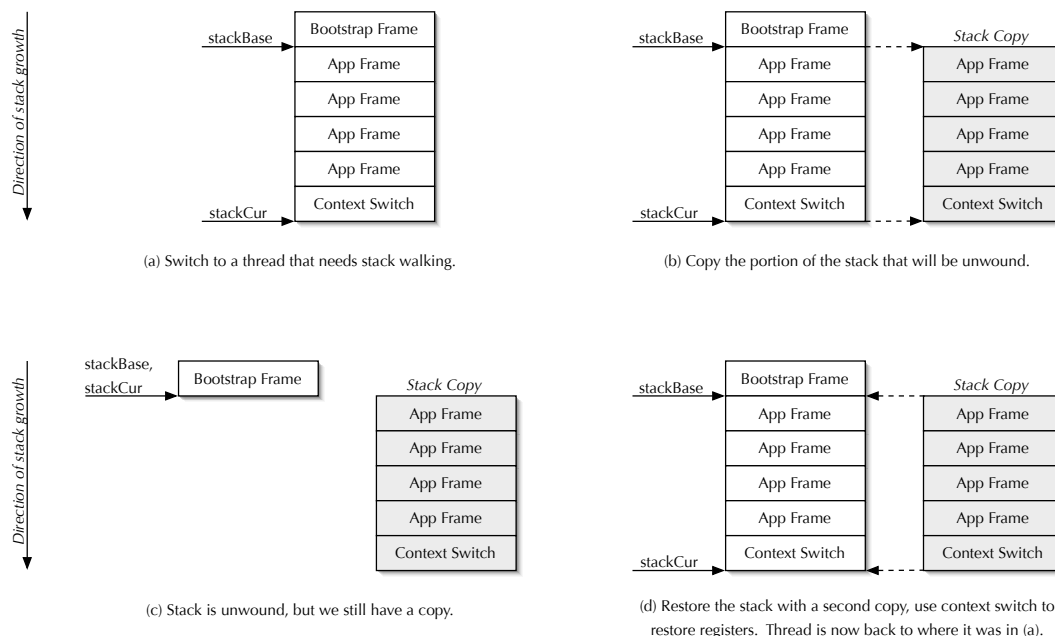 Direction of stack growth
stackBase
Bootstrap Frame
App Frame
App Frame
App Frame
App Frame
stackCur
Context Switch
(a) Switch to a thread that needs stack walking.
stackBase
Bootstrap Frame
Stack Copy
App Frame
App Frame
App Frame
App Frame
App Frame
App Frame
App Frame
App Frame
stackCur
Context Switch
Context Switch
(b) Copy the portion of the stack that will be unwound.
Direction of stack growth
stackBase,
stackCur
Bootstrap Frame
Stack Copy
App Frame
App Frame
App Frame
App Frame
Context Switch
(c) Stack is unwound, but we still have a copy.
stackBase
Bootstrap Frame
Stack Copy
App Frame
App Frame
App Frame
App Frame
App Frame
App Frame
App Frame
App Frame
stackCur
Context Switch
Context Switch
(d) Restore the stack with a second copy, use context switch to
restore registers. Thread is now back to where it was in (a).